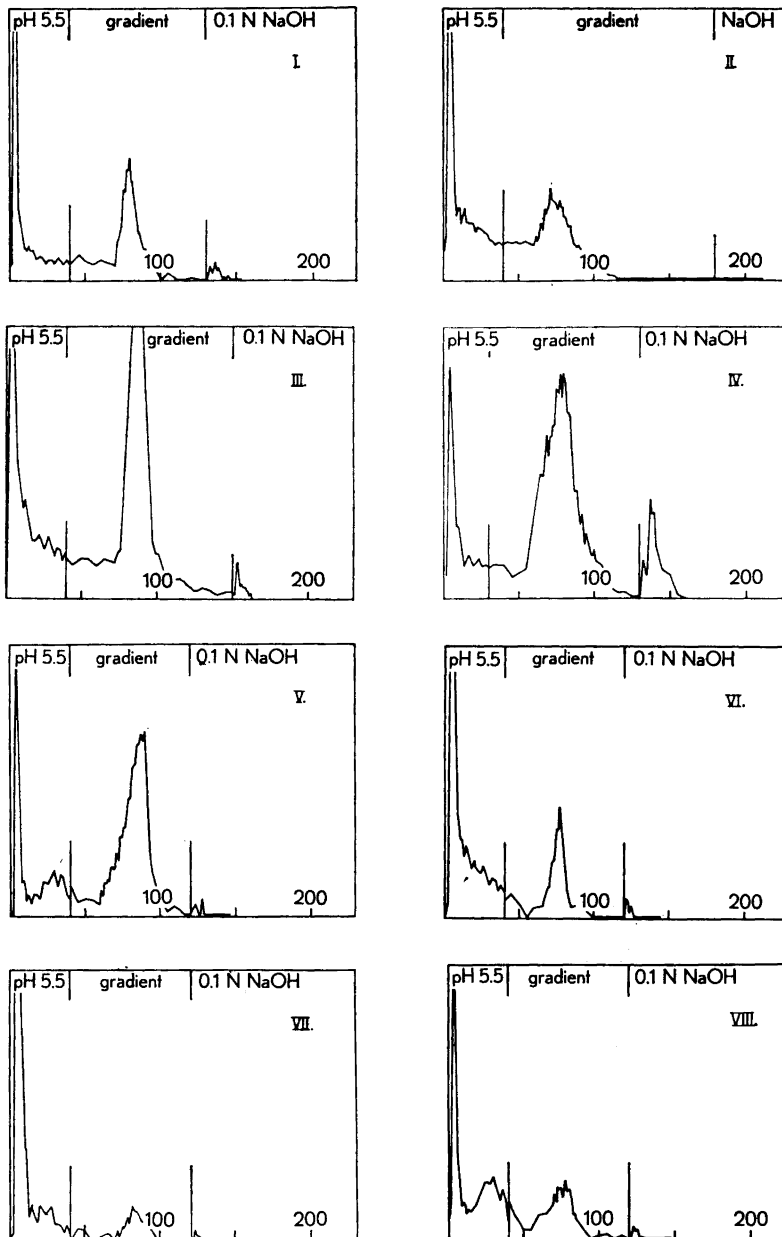 pH 5.5 gradient 0.1 N NaOH
I.
100 200
pH 5.5 gradient NaOH
II.
100 200
pH 5.5 gradient 0.1 N NaOH
III.
100 200
pH 5.5 gradient 0.1 N NaOH
IV.
100 200
pH 5.5 gradient 0.1 N NaOH
V.
100 200
pH 5.5 gradient 0.1 N NaOH
VI.
100 200
pH 5.5 gradient 0.1 N NaOH
VII.
100 200
pH 5.5 gradient 0.1 N NaOH
VIII.
100 200